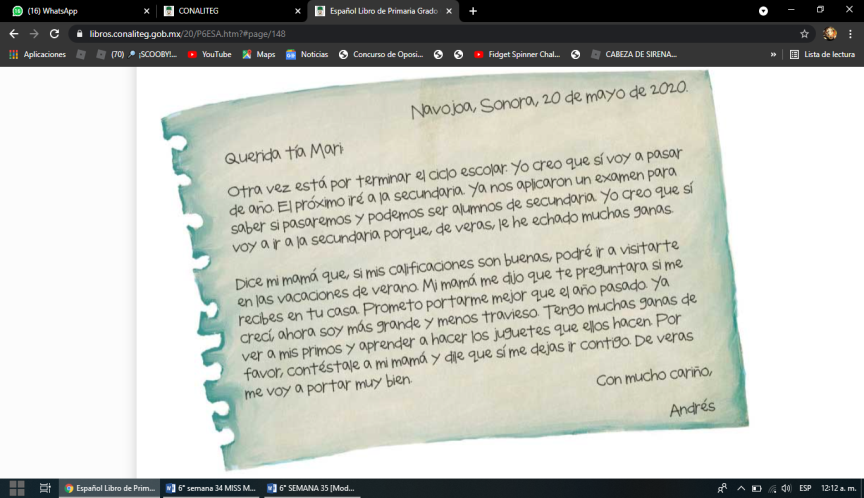 (16) WhatsApp
CONALITEG
Español Libro de Primaria Grado
libros.conaliteg.gob.mx/20/P6ESA.htm?#page/148
Aplicaciones
(70) ¡SCOOBY!...
YouTube
Maps
Noticias
Concurso de Oposi...
Fidget Spinner Chal...
CABEZA DE SIRENA...
»
Lista de lectura
Navojoa, Sonora, 20 de mayo de 2020.
Querida tía Mari:
Otra vez está por terminar el ciclo escolar. Yo creo que sí voy a pasar
de año. El próximo iré a la secundaria. Ya nos aplicaron un examen para
saber si pasaremos y podemos ser alumnos de secundaria. Yo creo que sí
voy a ir a la secundaria porque, de veras, le he echado muchas ganas.
Dice mi mamá que, si mis calificaciones son buenas, podré ir a visitarte
en las vacaciones de verano. Mi mamá me dijo que te preguntara si me
recibes en tu casa. Prometo portarme mejor que el año pasado. Ya
crecí, ahora soy más grande y menos travieso. Tengo muchas ganas de
ver a mis primos y aprender a hacer los juguetes que ellos hacen. Por
favor, contéstale a mi mamá y dile que sí me dejas ir contigo. De veras
me voy a portar muy bien.
Con mucho cariño,
Andrés
Español Libro de Prim...
6° semana 34 MISS M...
6° SEMANA 35 [Mod...
ESP
12:12 a. m.